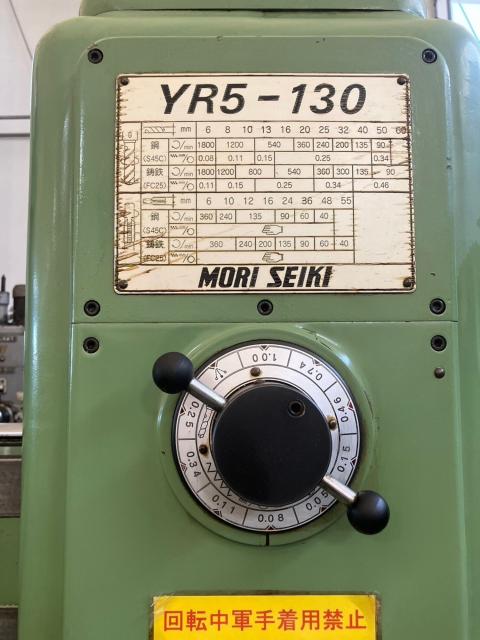 YR5-130
mm 6 8 10 13 16 20 25 32 40 50 60
鋼 /min 1800 1200 540 360 240 200 135 90
(S45C) 0.08 0.11 0.15 0.25 0.34
鋳鉄 /min 1800 1200 800 540 360 300 135 90
(FC25) 0.11 0.15 0.25 0.34 0.46
mm 6 10 12 16 24 36 48 55
鋼 /min 360 240 135 90 60 40
(S45C)
鋳鉄 /min 360 240 200 135 90 60 40
(FC25)
MORI SEIKI
1.00 0.74 0.46 0.15 0.05 0.08 0.11 0.34 0.25
回転中軍手着用禁止